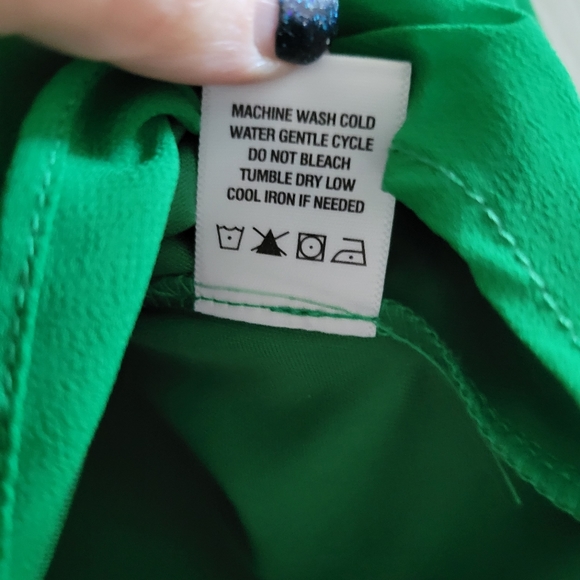 MACHINE WASH COLD
WATER GENTLE CYCLE
DO NOT BLEACH
TUMBLE DRY LOW
COOL IRON IF NEEDED